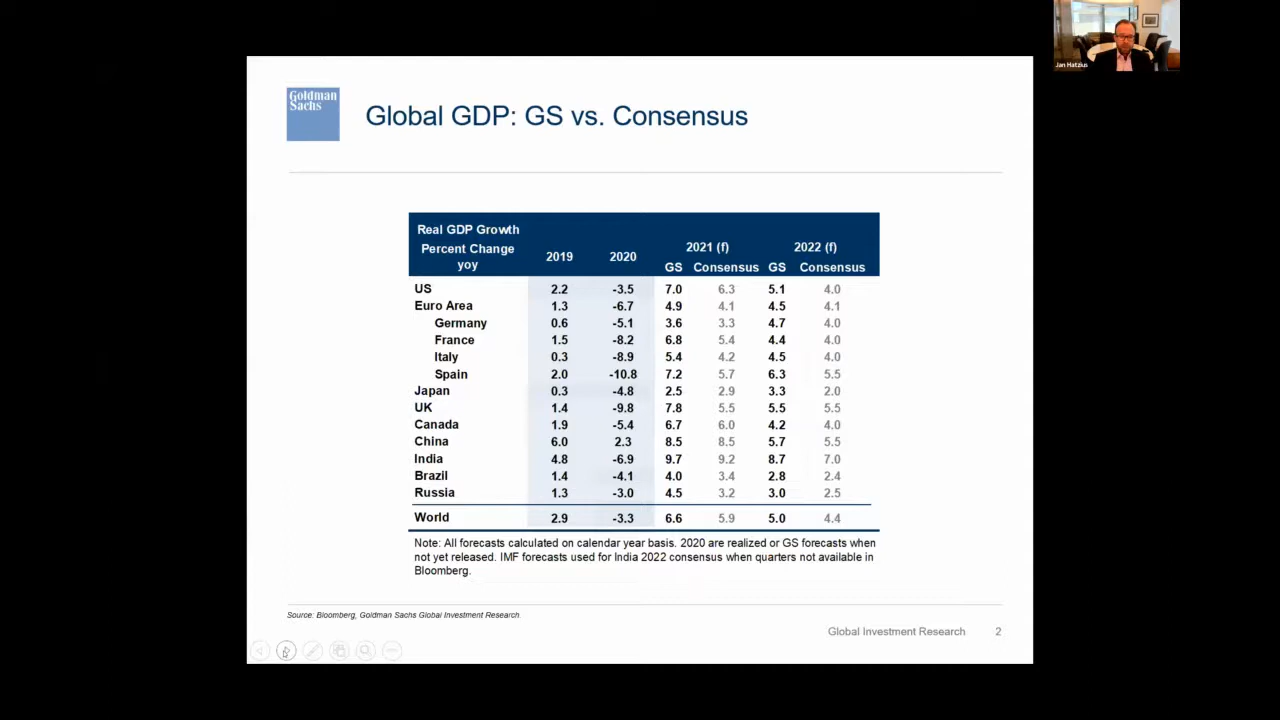 Jan Hatzius
Goldman
Sachs
Global GDP: GS vs. Consensus
Real GDP Growth
Percent Change
yoy
2019 2020 2021 (f) 2022 (f)
GS Consensus GS Consensus
US 2.2 -3.5 7.0 6.3 5.1 4.0
Euro Area 1.3 -6.7 4.9 4.1 4.5 4.1
Germany 0.6 -5.1 3.6 3.3 4.7 4.0
France 1.5 -8.2 6.8 5.4 4.4 4.0
Italy 0.3 -8.9 5.4 4.2 4.5 4.0
Spain 2.0 -10.8 7.2 5.7 6.3 5.5
Japan 0.3 -4.8 2.5 2.9 3.3 2.0
UK 1.4 -9.8 7.8 5.5 5.5 5.5
Canada 1.9 -5.4 6.7 6.0 4.2 4.0
China 6.0 2.3 8.5 8.5 5.7 5.5
India 4.8 -6.9 9.7 9.2 8.7 7.0
Brazil 1.4 -4.1 4.0 3.4 2.8 2.4
Russia 1.3 -3.0 4.5 3.2 3.0 2.5
World 2.9 -3.3 6.6 5.9 5.0 4.4
Note: All forecasts calculated on calendar year basis. 2020 are realized or GS forecasts when
not yet released. IMF forecasts used for India 2022 consensus when quarters not available in
Bloomberg.
Source: Bloomberg, Goldman Sachs Global Investment Research.
Global Investment Research 2